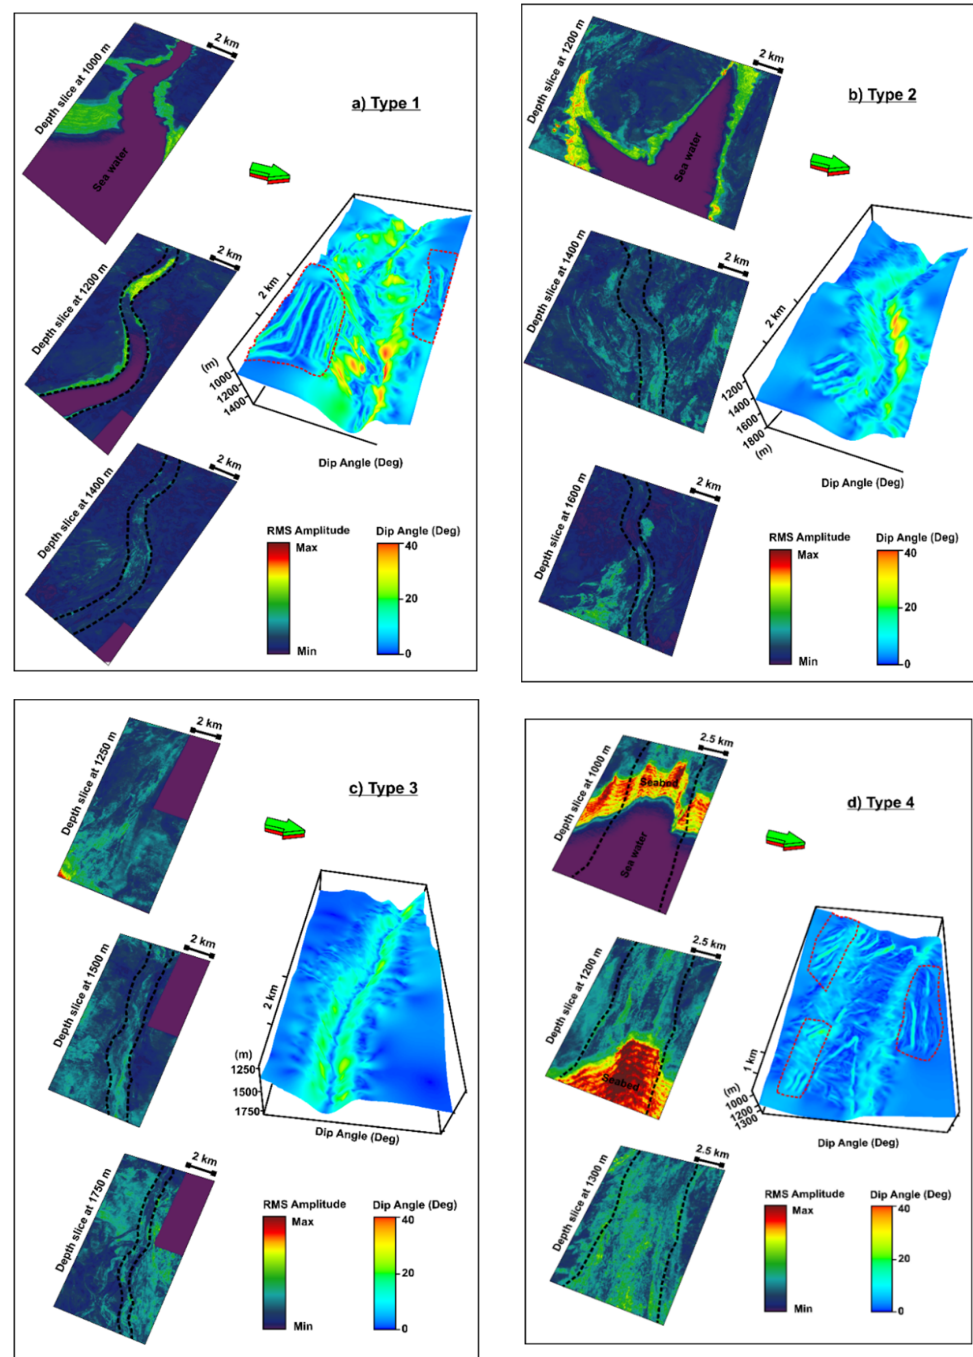 a) Type 1
Depth slice at 1000 m
2 km
Sea water
Depth slice at 1200 m
2 km
Depth slice at 1400 m
2 km
2 km
(m)
1000
1200
1400
Dip Angle (Deg)
RMS Amplitude
Max
Min
Dip Angle (Deg)
40
20
0
b) Type 2
Depth slice at 1200 m
2 km
Sea water
Depth slice at 1400 m
2 km
Depth slice at 1600 m
2 km
2 km
1200
1400
1600
1800
(m)
Dip Angle (Deg)
RMS Amplitude
Max
Min
Dip Angle (Deg)
40
20
0
c) Type 3
Depth slice at 1250 m
2 km
Depth slice at 1500 m
2 km
Depth slice at 1750 m
2 km
2 km
(m)
1250
1500
1750
Dip Angle (Deg)
RMS Amplitude
Max
Min
Dip Angle (Deg)
40
20
0
d) Type 4
Depth slice at 1000 m
2.5 km
Seabed
Sea water
Depth slice at 1200 m
2.5 km
Seabed
Depth slice at 1300 m
2.5 km
1 km
(m)
1000
1200
1300
Dip Angle (Deg)
RMS Amplitude
Max
Min
Dip Angle (Deg)
40
20
0